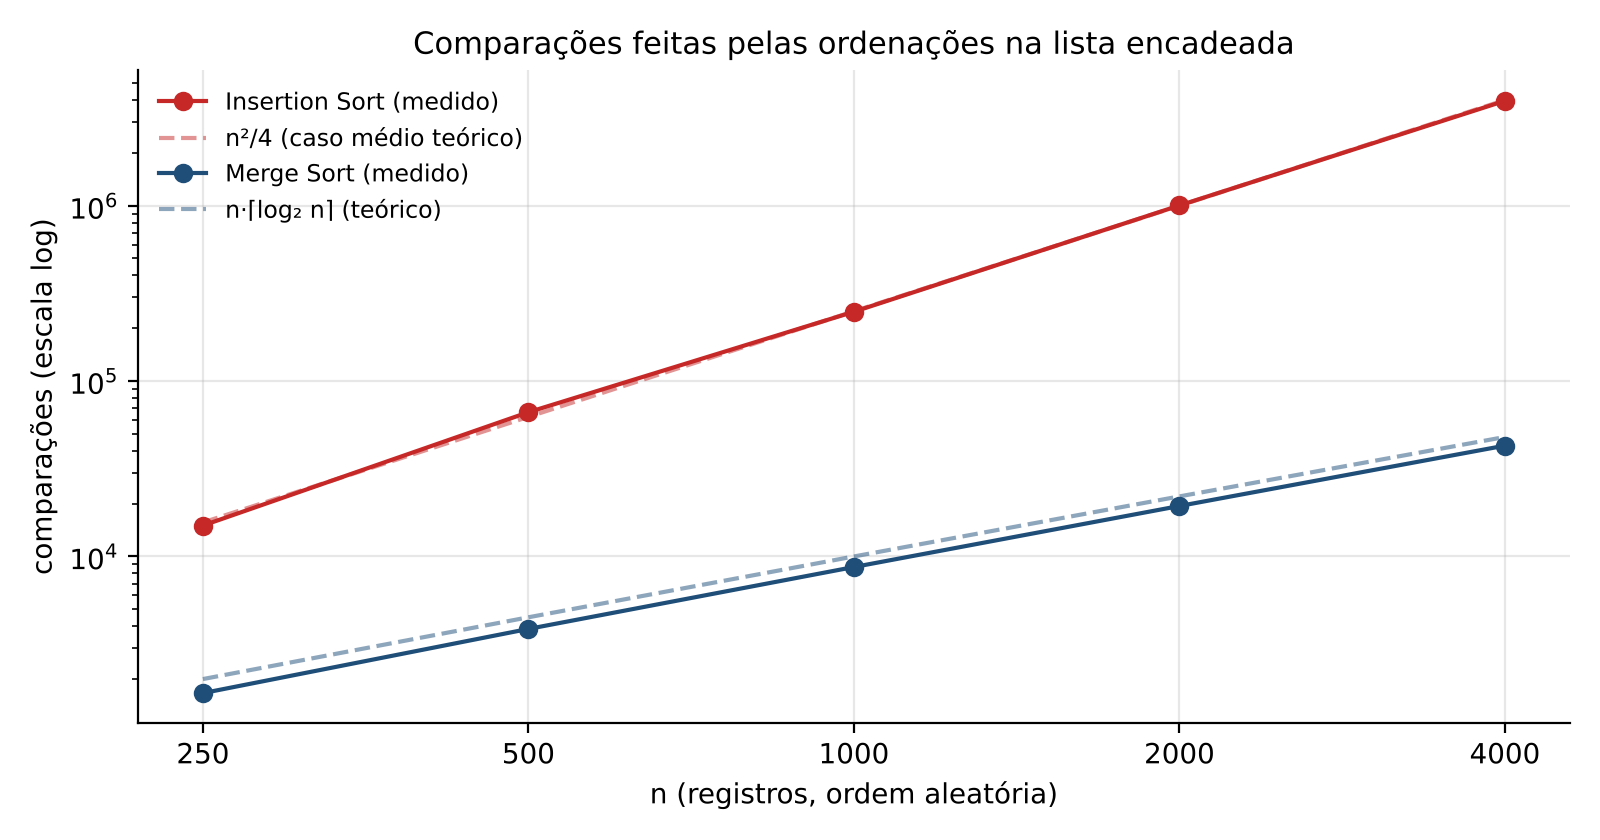 Comparações feitas pelas ordenações na lista encadeada
Insertion Sort (medido)
n²/4 (caso médio teórico)
Merge Sort (medido)
n·⌈log₂ n⌉ (teórico)
comparações (escala log)
10⁶
10⁵
10⁴
250 500 1000 2000 4000
n (registros, ordem aleatória)